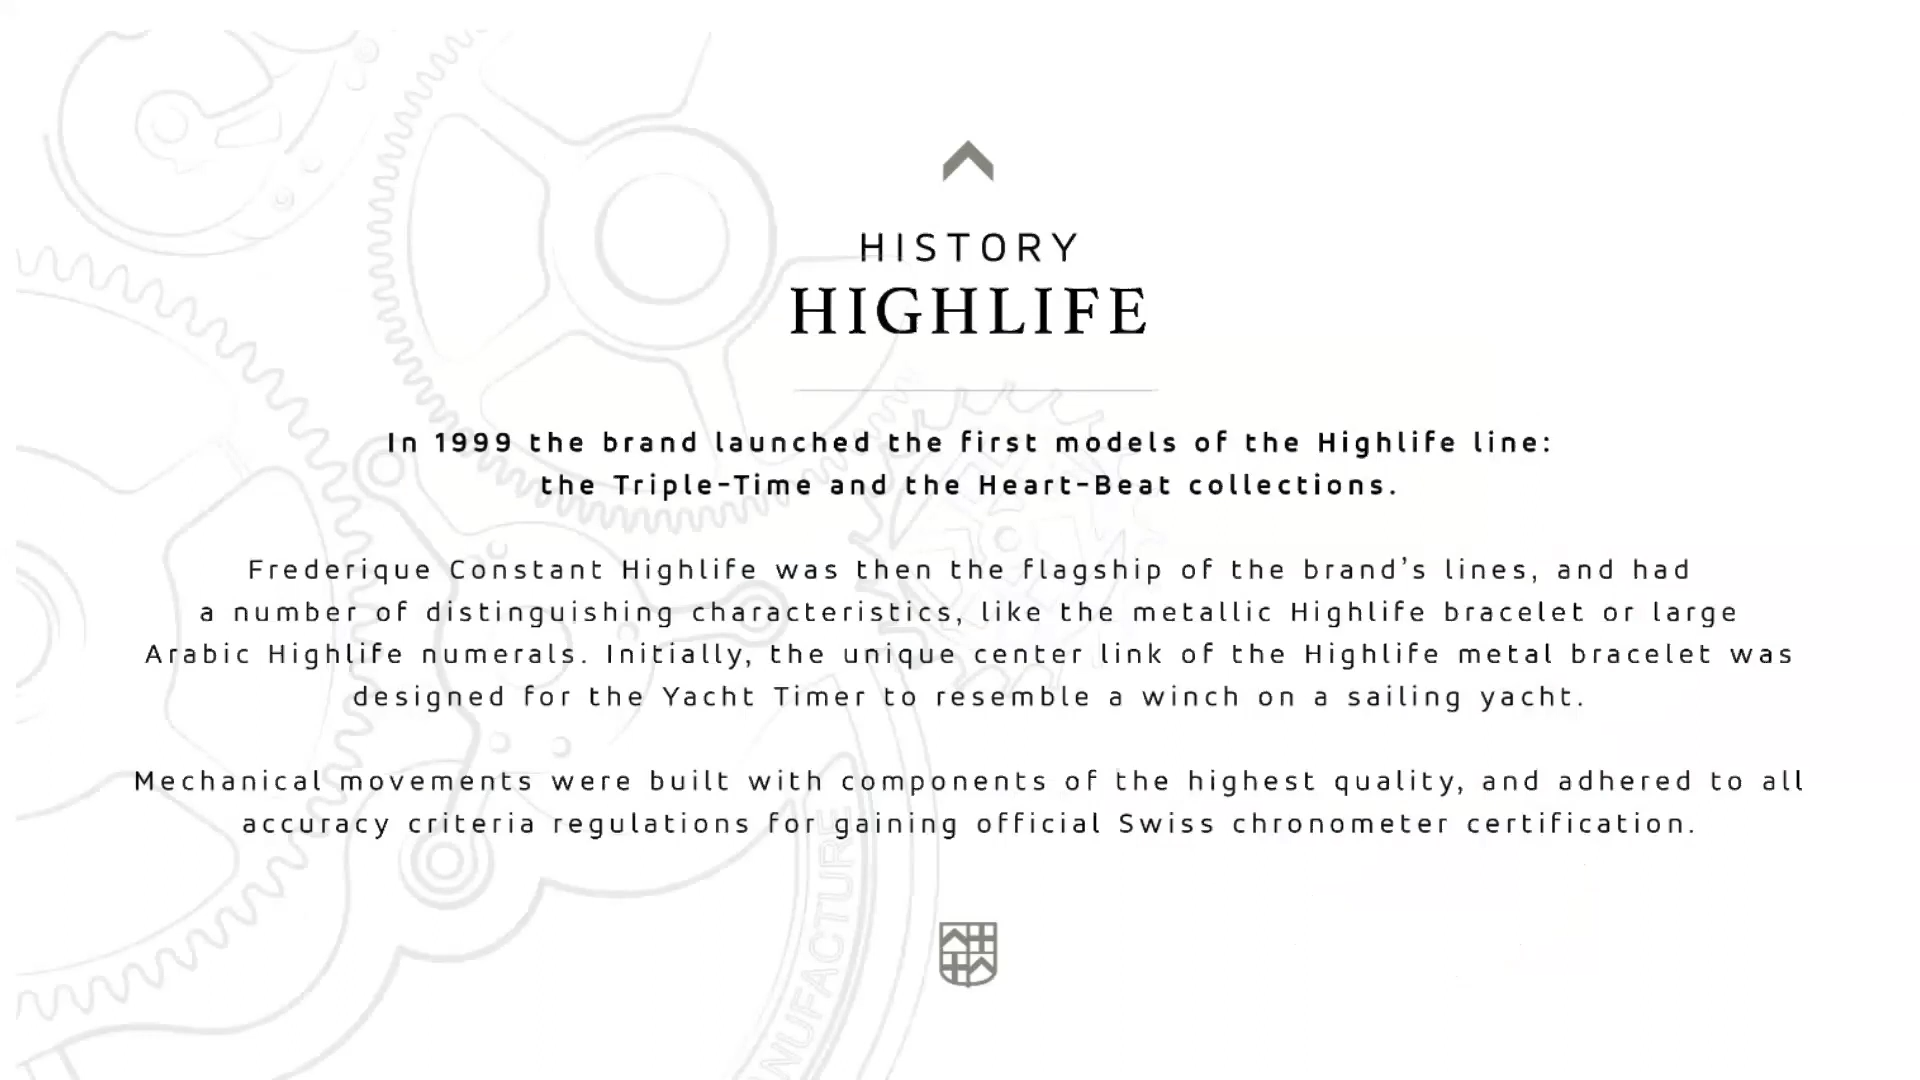 HISTORY
HIGHLIFE
In 1999 the brand launched the first models of the Highlife line:
the Triple-Time and the Heart-Beat collections.
Frederique Constant Highlife was then the flagship of the brand’s lines, and had
a number of distinguishing characteristics, like the metallic Highlife bracelet or large
Arabic Highlife numerals. Initially, the unique center link of the Highlife metal bracelet was
designed for the Yacht Timer to resemble a winch on a sailing yacht.
Mechanical movements were built with components of the highest quality, and adhered to all
accuracy criteria regulations for gaining official Swiss chronometer certification.
NUFACTURE